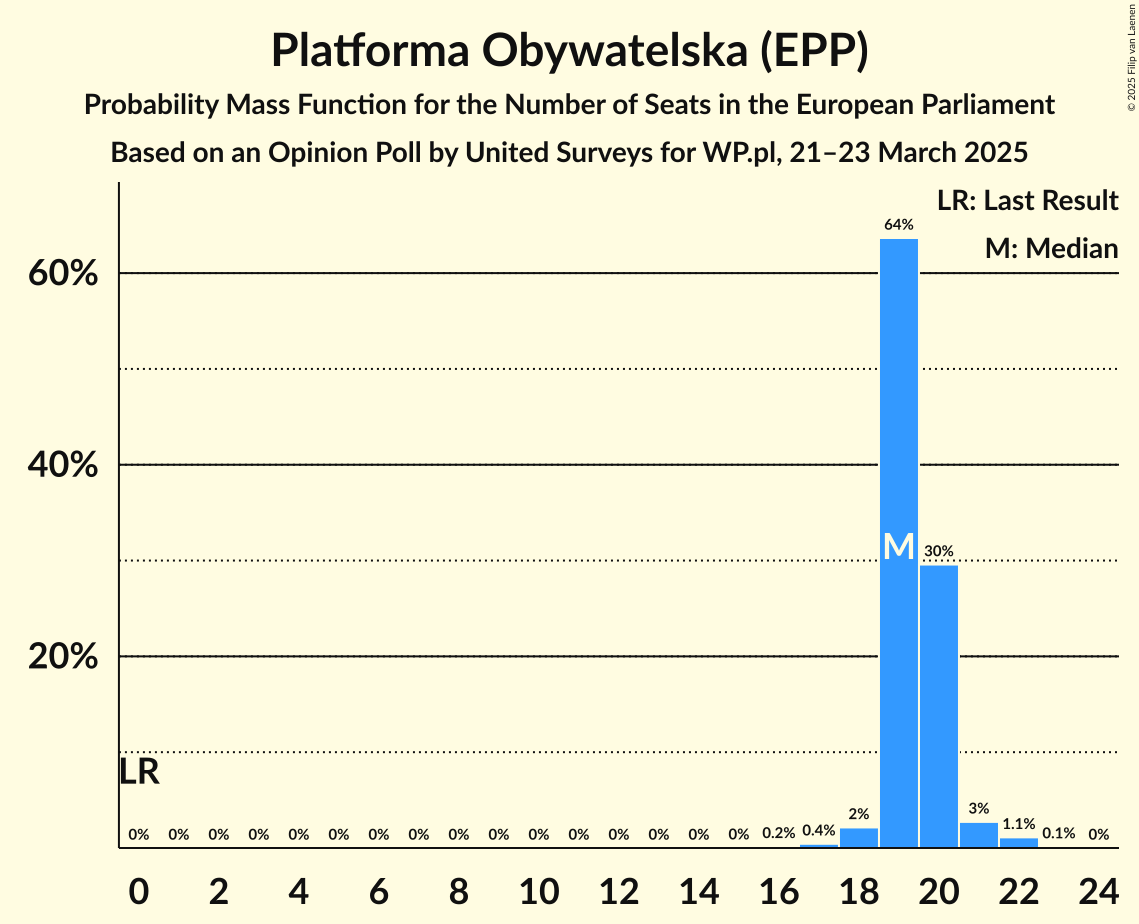 Platforma Obywatelska (EPP)
Probability Mass Function for the Number of Seats in the European Parliament
Based on an Opinion Poll by United Surveys for WP.pl, 21–23 March 2025
© 2025 Filip van Laenen
LR: Last Result
M: Median
64%
60%
40%
M
30%
20%
LR
0% 0% 0% 0% 0% 0% 0% 0% 0% 0% 0% 0% 0% 0% 0% 0% 0.2% 0.4% 2% 3% 1.1% 0.1% 0%
0 2 4 6 8 10 12 14 16 18 20 22 24